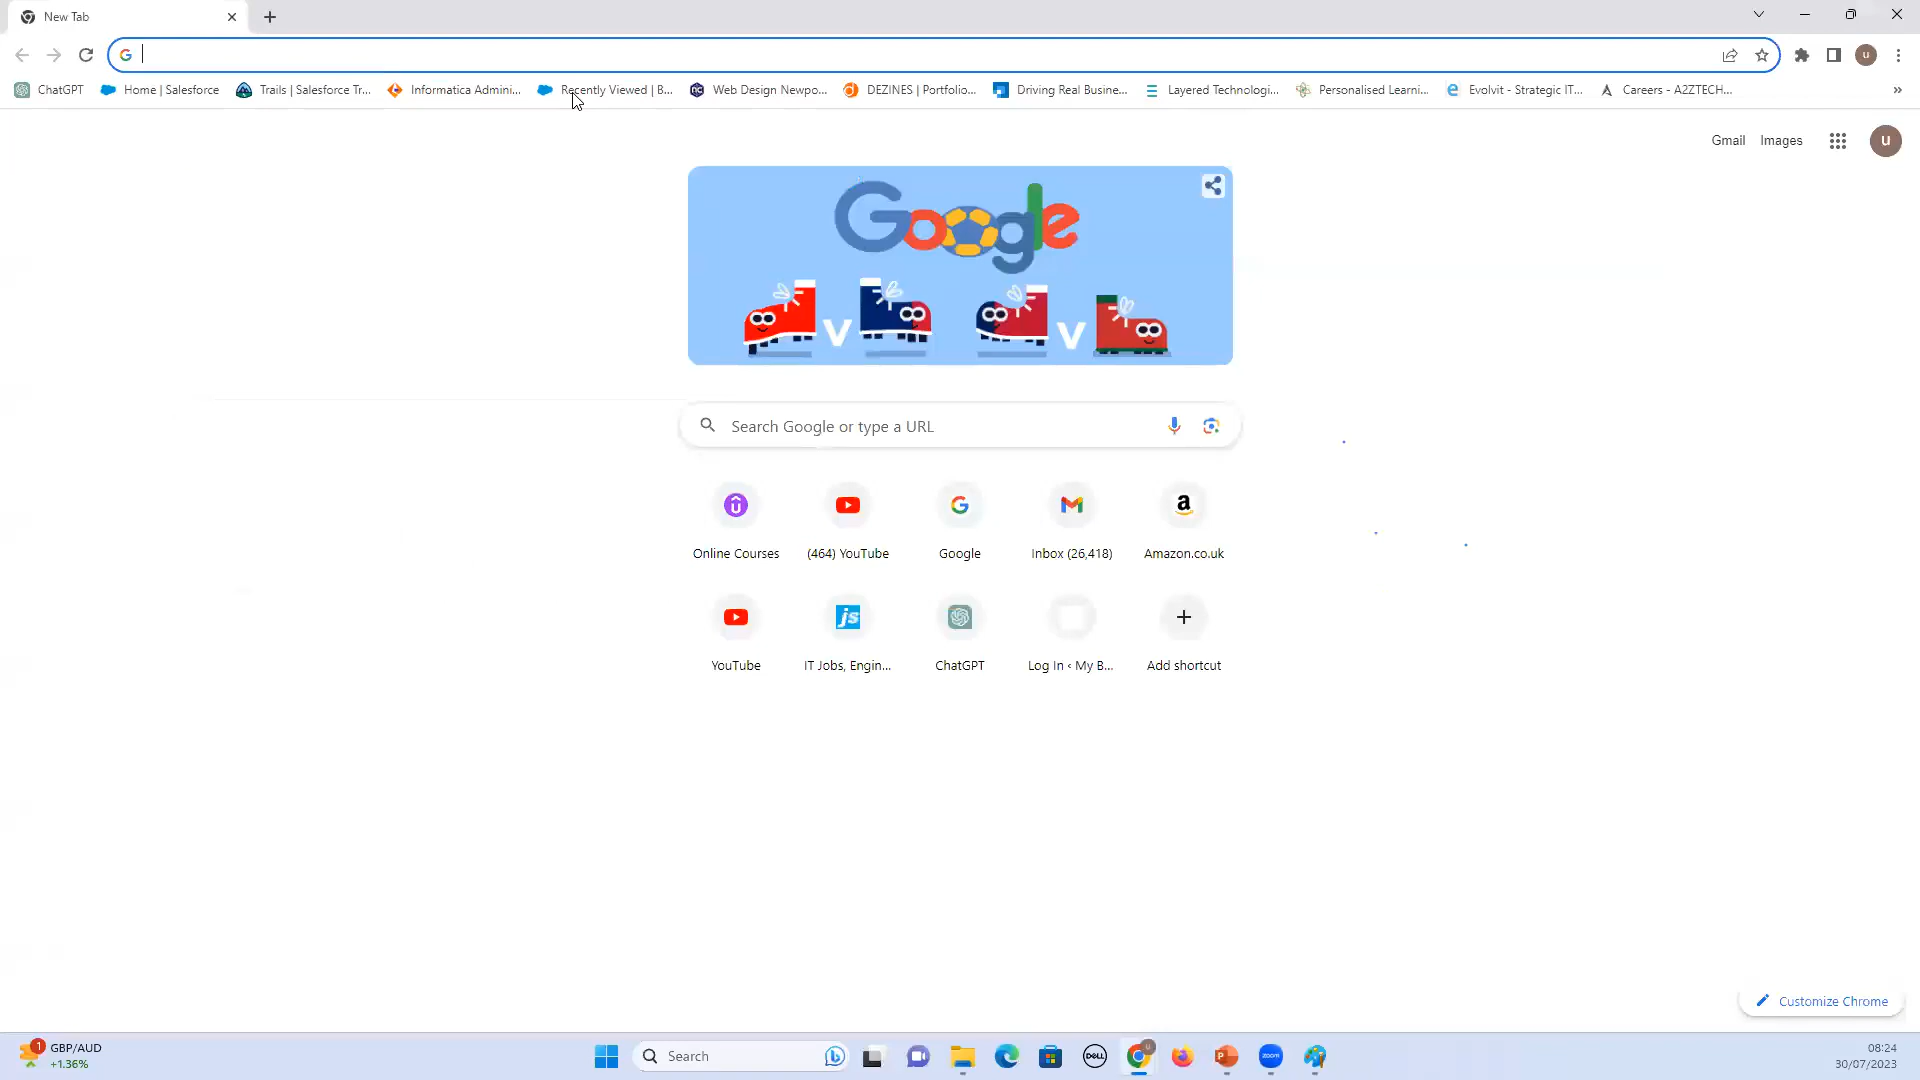 New Tab
ChatGPT
Home | Salesforce
Trails | Salesforce Tr...
Informatica Admini...
Recently Viewed | B...
Web Design Newpo...
DEZINES | Portfolio...
Driving Real Busine...
Layered Technologi...
Personalised Learni...
Evolvit - Strategic IT...
Careers - A2ZTECH...
»
Gmail
Images
u
Google
V V
Search Google or type a URL
Online Courses
(464) YouTube
Google
Inbox (26,418)
Amazon.co.uk
YouTube
IT Jobs, Engin...
ChatGPT
Log In ‹ My B...
Add shortcut
Customize Chrome
1
GBP/AUD
+1.36%
Search
DELL
zoom
08:24
30/07/2023